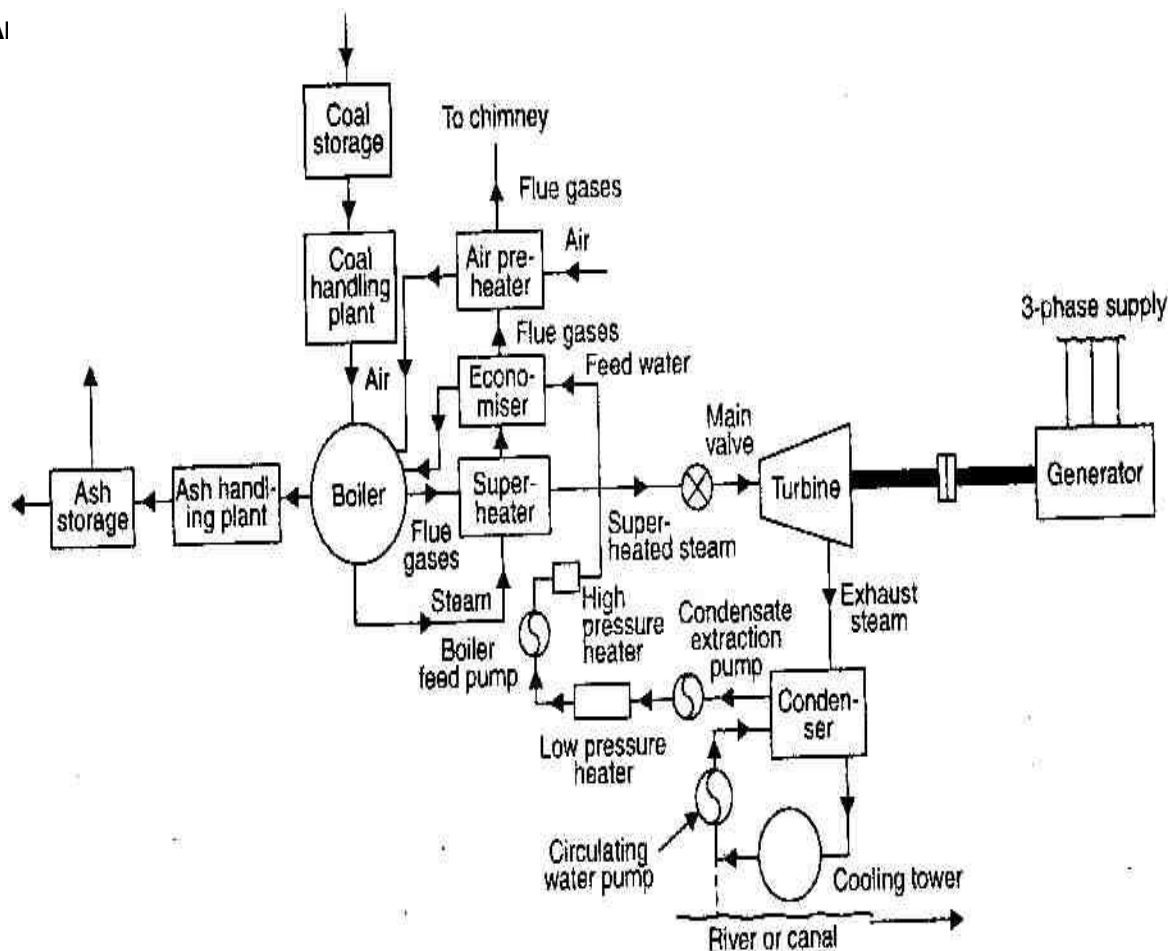 Coal
storage
To chimney
Flue gases
Coal
handling
plant
Air pre-
heater
Air
3-phase supply
Flue gases
Feed water
Air
Econo-
miser
Main
valve
Generator
Turbine
Ash
storage
Ash handl-
ing plant
Boiler
Super-
heater
Flue
gases
Super-
heated steam
Steam
High
pressure
heater
Exhaust
steam
Condensate
extraction
pump
Boiler
feed pump
Conden-
ser
Low pressure
heater
Circulating
water pump
Cooling tower
River or canal